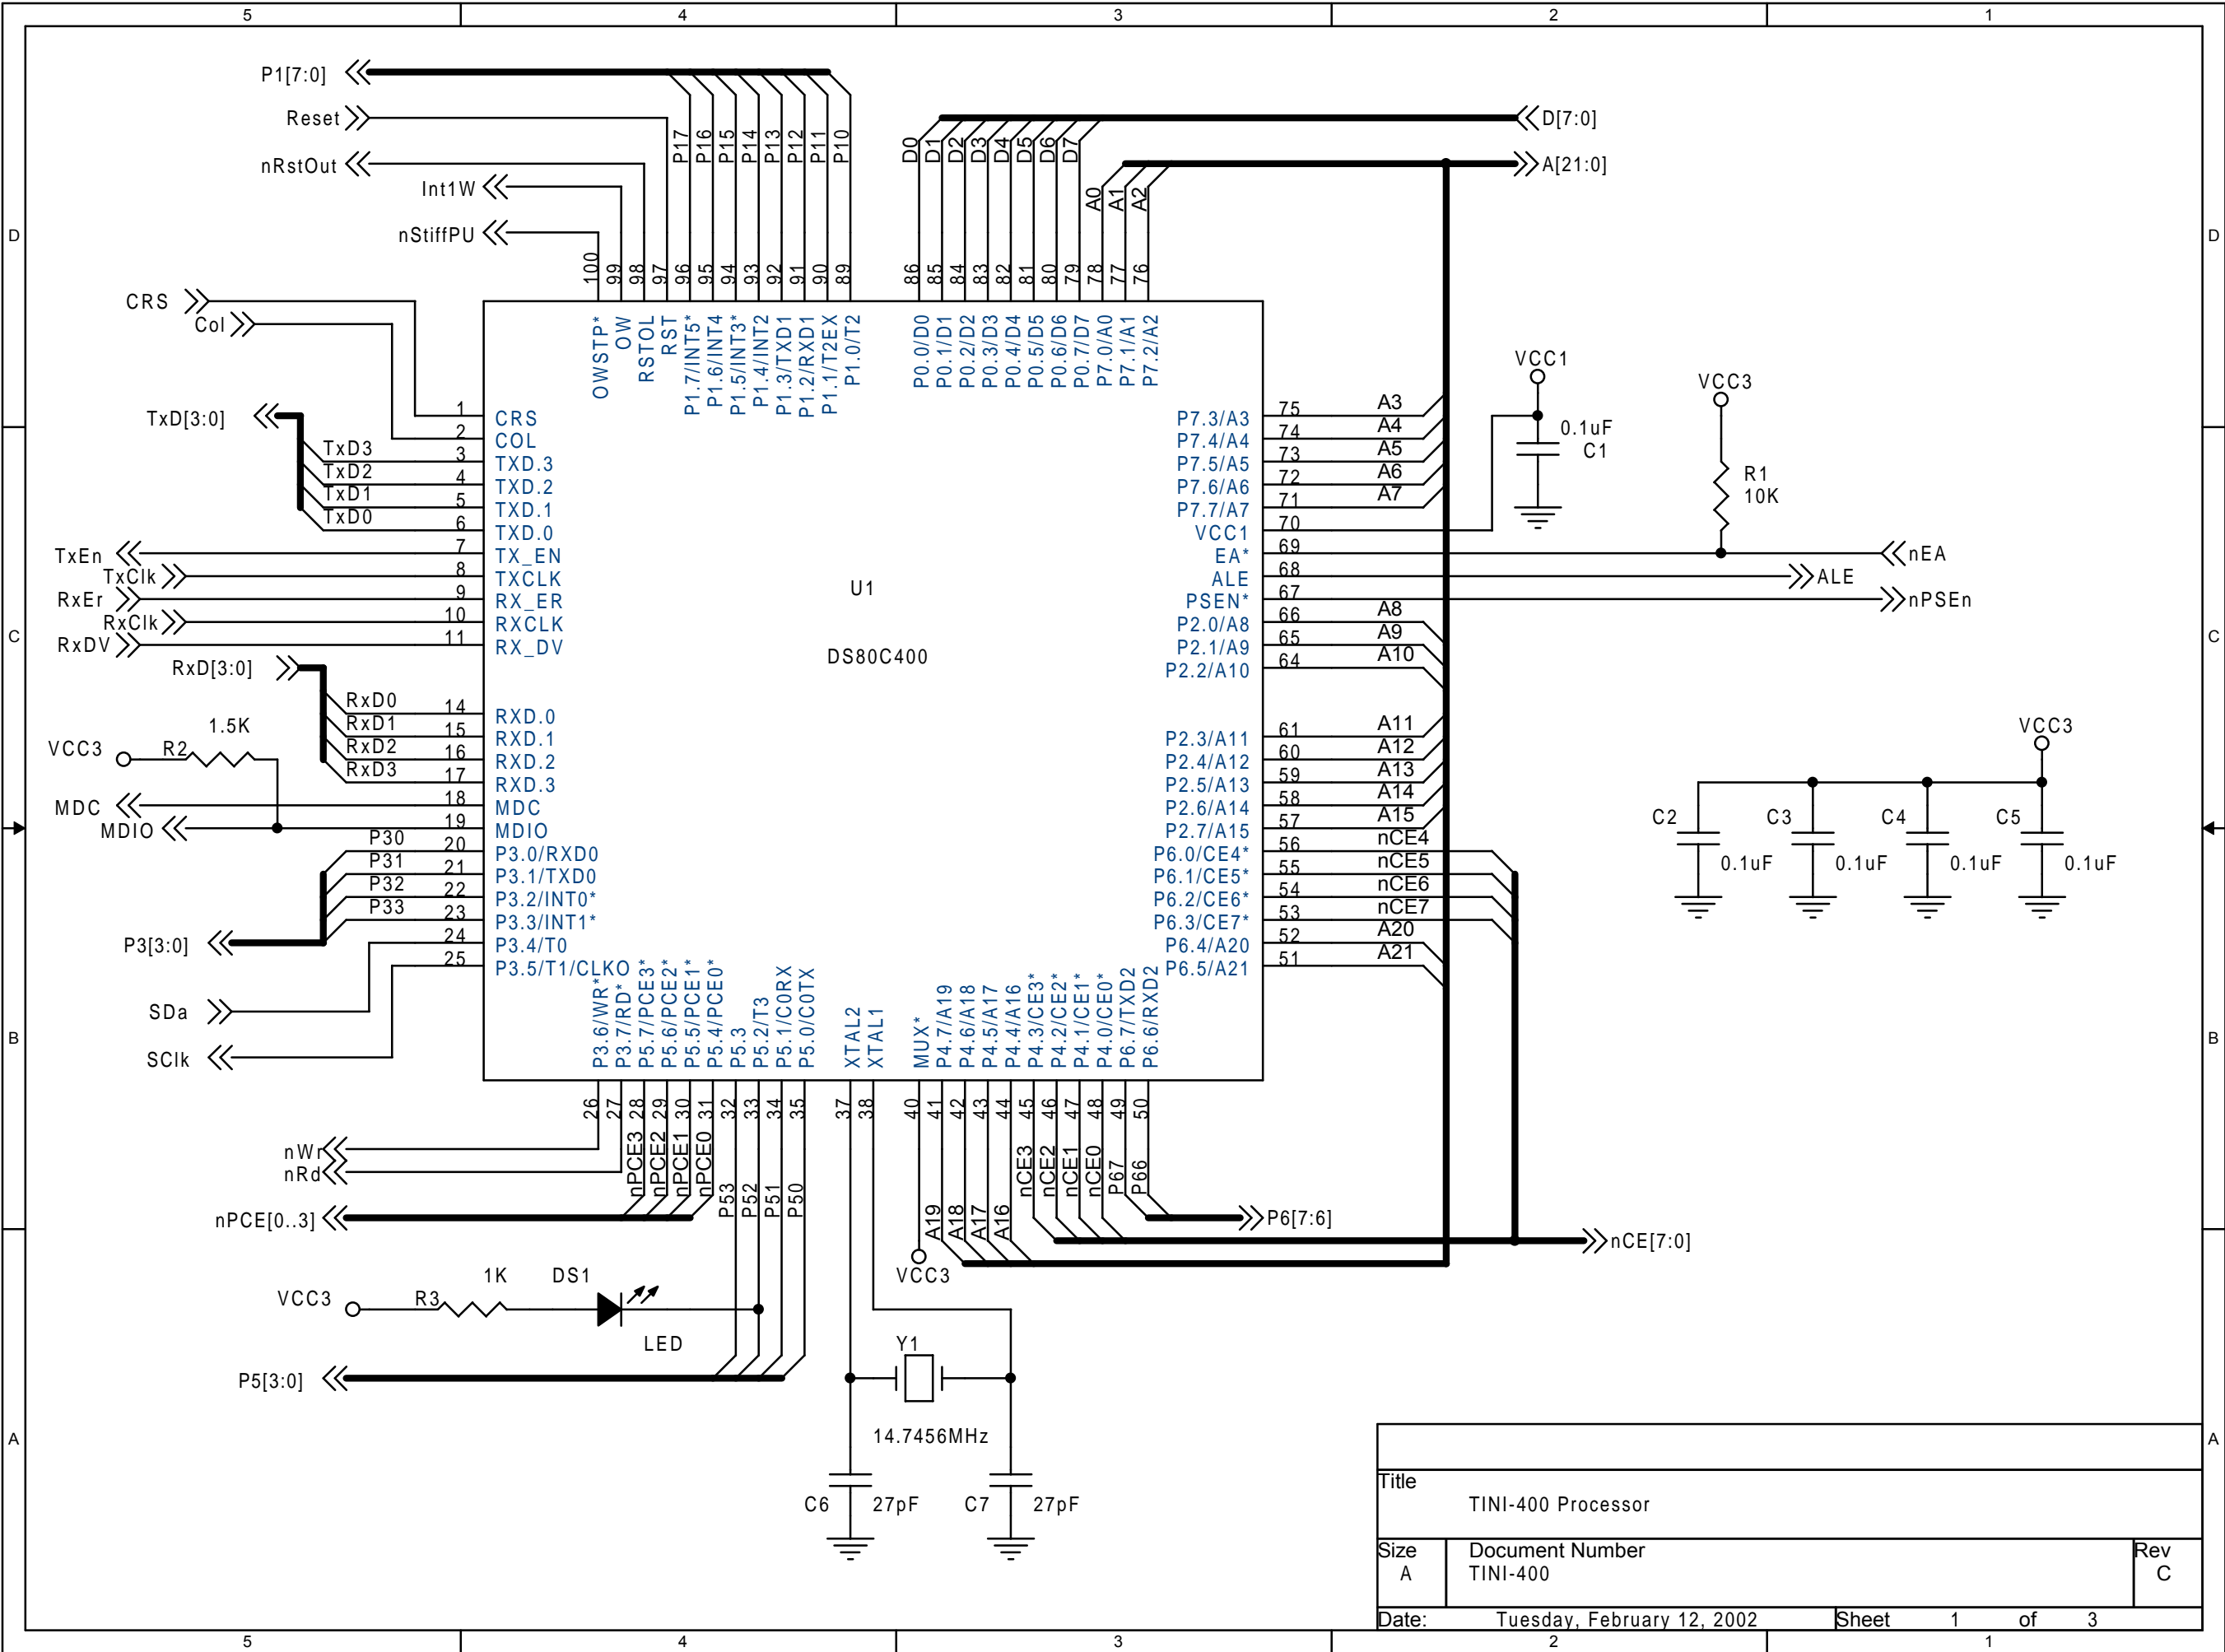 5 4 3 2 1
D
C
B
A
D
C
B
A
P1[7:0]
Reset
nRstOut
Int1W
nStiffPU
P17
P16
P15
P14
P13
P12
P11
P10
D0
D1
D2
D3
D4
D5
D6
D7
A0
A1
A2
D[7:0]
A[21:0]
100
99
98
97
96
95
94
93
92
91
90
89
86
85
84
83
82
81
80
79
78
77
76
OWSTP*
OW
RSTOL
RST
P1.7/INT5*
P1.6/INT4
P1.5/INT3*
P1.4/INT2
P1.3/TXD1
P1.2/RXD1
P1.1/T2EX
P1.0/T2
P0.0/D0
P0.1/D1
P0.2/D2
P0.3/D3
P0.4/D4
P0.5/D5
P0.6/D6
P0.7/D7
P7.0/A0
P7.1/A1
P7.2/A2
CRS
Col
TxD[3:0]
TxD3
TxD2
TxD1
TxD0
TxEn
TxClk
RxEr
RxClk
RxDV
RxD[3:0]
RxD0
RxD1
RxD2
RxD3
1.5K
VCC3
R2
MDC
MDIO
P30
P31
P32
P33
P3[3:0]
SDa
SClk
1 CRS
2 COL
3 TXD.3
4 TXD.2
5 TXD.1
6 TXD.0
7 TX_EN
8 TXCLK
9 RX_ER
10 RXCLK
11 RX_DV
14 RXD.0
15 RXD.1
16 RXD.2
17 RXD.3
18 MDC
19 MDIO
20 P3.0/RXD0
21 P3.1/TXD0
22 P3.2/INT0*
23 P3.3/INT1*
24 P3.4/T0
25 P3.5/T1/CLKO
U1
DS80C400
P7.3/A3 75 A3
P7.4/A4 74 A4
P7.5/A5 73 A5
P7.6/A6 72 A6
P7.7/A7 71 A7
VCC1 70
EA* 69
ALE 68
PSEN* 67
P2.0/A8 66 A8
P2.1/A9 65 A9
P2.2/A10 64 A10
P2.3/A11 61 A11
P2.4/A12 60 A12
P2.5/A13 59 A13
P2.6/A14 58 A14
P2.7/A15 57 A15
P6.0/CE4* 56 nCE4
P6.1/CE5* 55 nCE5
P6.2/CE6* 54 nCE6
P6.3/CE7* 53 nCE7
P6.4/A20 52 A20
P6.5/A21 51 A21
VCC1
0.1uF
C1
VCC3
R1
10K
nEA
ALE
nPSEn
VCC3
C2
0.1uF
C3
0.1uF
C4
0.1uF
C5
0.1uF
P3.6/WR*
P3.7/RD*
P5.7/PCE3*
P5.6/PCE2*
P5.5/PCE1*
P5.4/PCE0*
P5.3
P5.2/T3
P5.1/C0RX
P5.0/C0TX
XTAL2
XTAL1
MUX*
P4.7/A19
P4.6/A18
P4.5/A17
P4.4/A16
P4.3/CE3*
P4.2/CE2*
P4.1/CE1*
P4.0/CE0*
P6.7/TXD2
P6.6/RXD2
26
27
28
29
30
31
32
33
34
35
37
38
40
41
42
43
44
45
46
47
48
49
50
nPCE3
nPCE2
nPCE1
nPCE0
P53
P52
P51
P50
A19
A18
A17
A16
nCE3
nCE2
nCE1
nCE0
P67
P66
nWr
nRd
nPCE[0..3]
P6[7:6]
nCE[7:0]
VCC3
VCC3
R3
1K
DS1
LED
P5[3:0]
Y1
14.7456MHz
C6
27pF
C7
27pF
Title
TINI-400 Processor
Size
A
Document Number
TINI-400
Rev
C
Date:
Tuesday, February 12, 2002
Sheet 1 of 3
5 4 3 2 1